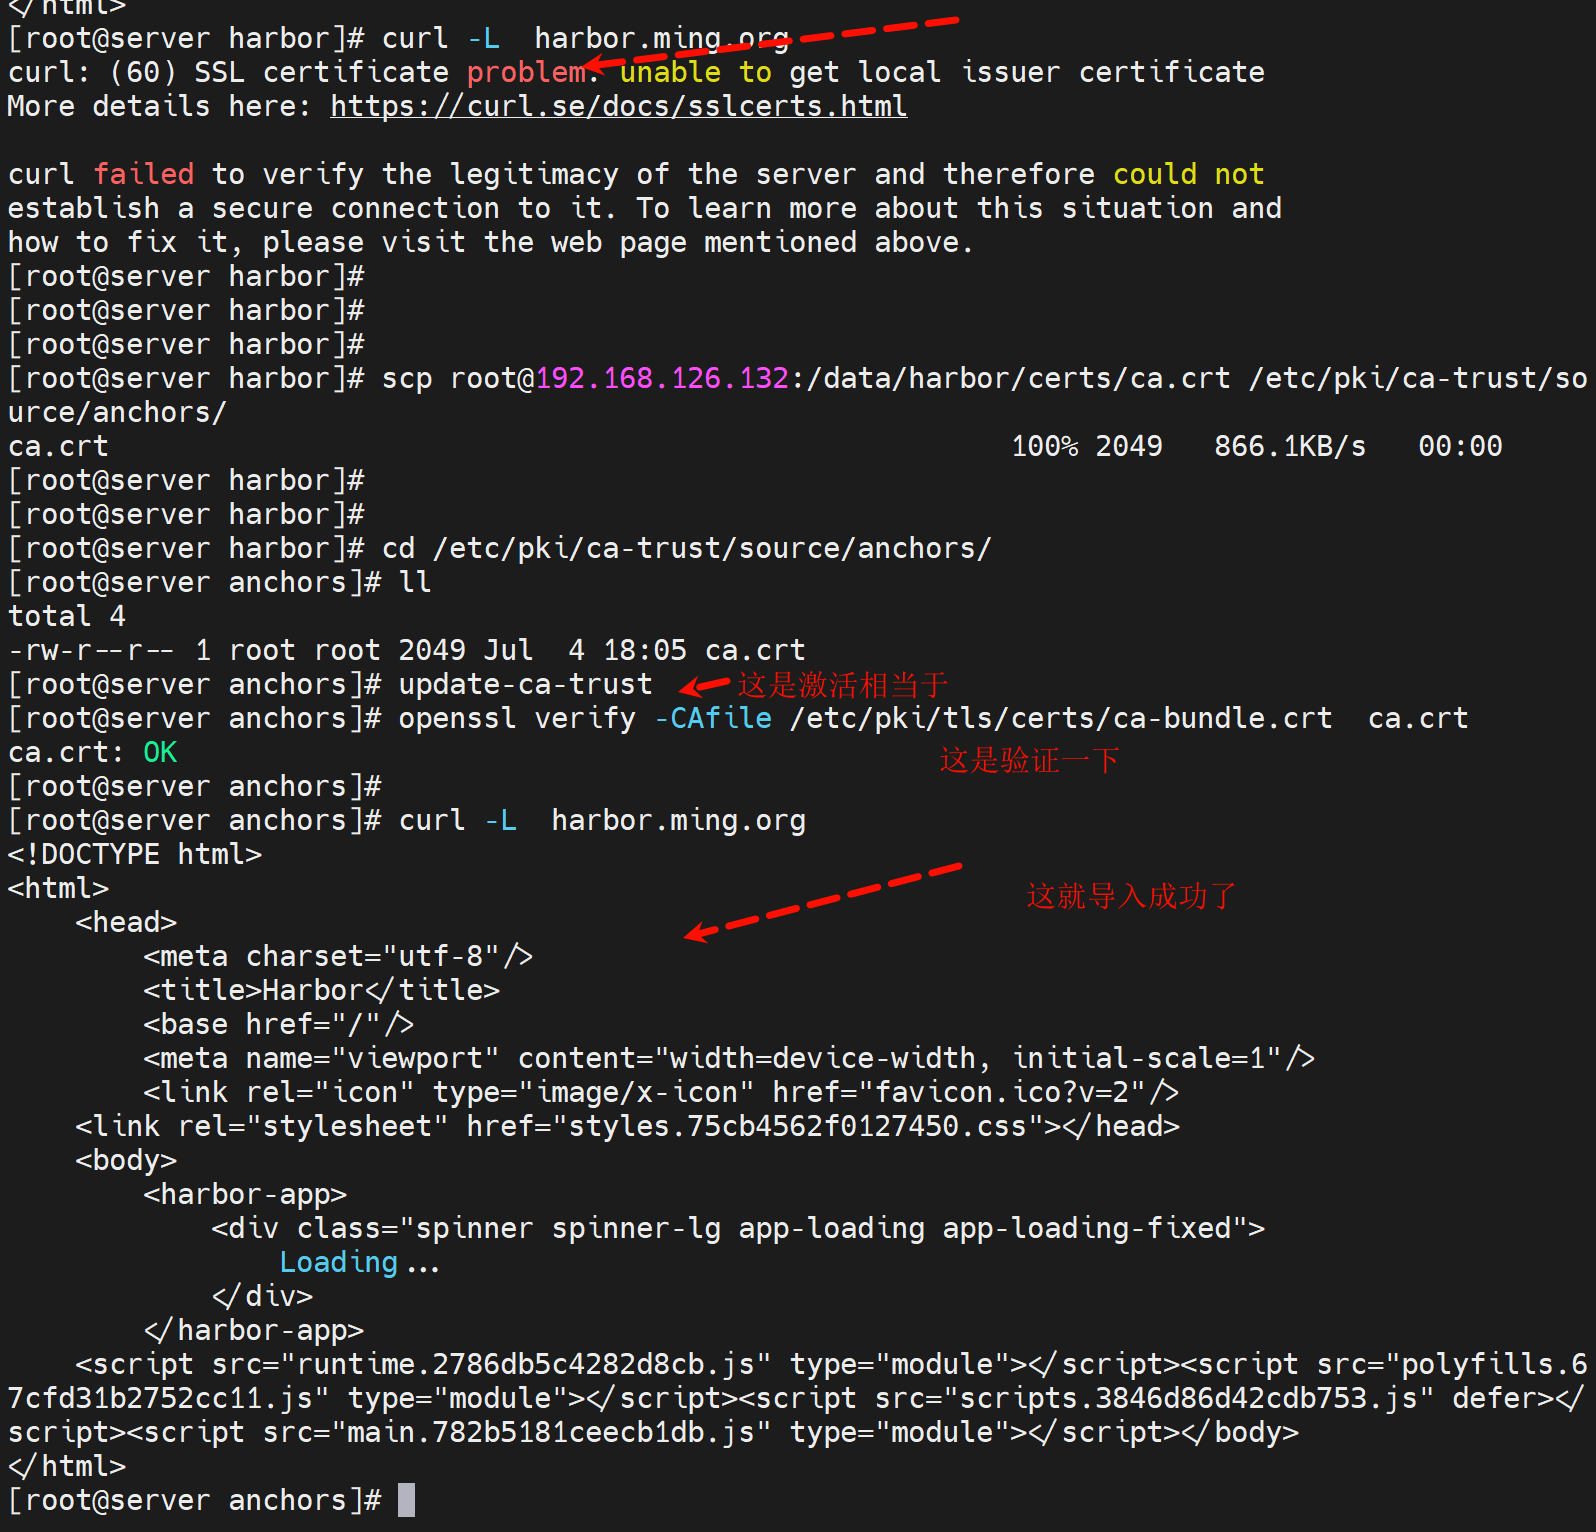 </html>
[root@server harbor]# curl -L  harbor.ming.org
curl: (60) SSL certificate problem: unable to get local issuer certificate
More details here: https://curl.se/docs/sslcerts.html
curl failed to verify the legitimacy of the server and therefore could not
establish a secure connection to it. To learn more about this situation and
how to fix it, please visit the web page mentioned above.
[root@server harbor]#
[root@server harbor]#
[root@server harbor]#
[root@server harbor]# scp root@192.168.126.132:/data/harbor/certs/ca.crt /etc/pki/ca-trust/so
urce/anchors/
ca.crt                                                     100% 2049   866.1KB/s   00:00
[root@server harbor]#
[root@server harbor]#
[root@server harbor]# cd /etc/pki/ca-trust/source/anchors/
[root@server anchors]# ll
total 4
-rw-r--r-- 1 root root 2049 Jul  4 18:05 ca.crt
[root@server anchors]# update-ca-trust 这是激活相当于
[root@server anchors]# openssl verify -CAfile /etc/pki/tls/certs/ca-bundle.crt  ca.crt
ca.crt: OK 这是验证一下
[root@server anchors]#
[root@server anchors]# curl -L  harbor.ming.org
<!DOCTYPE html>
<html> 这就导入成功了
    <head>
        <meta charset="utf-8"/>
        <title>Harbor</title>
        <base href="/"/>
        <meta name="viewport" content="width=device-width, initial-scale=1"/>
        <link rel="icon" type="image/x-icon" href="favicon.ico?v=2"/>
    <link rel="stylesheet" href="styles.75cb4562f0127450.css"></head>
    <body>
        <harbor-app>
            <div class="spinner spinner-lg app-loading app-loading-fixed">
                Loading...
            </div>
        </harbor-app>
    <script src="runtime.2786db5c4282d8cb.js" type="module"></script><script src="polyfills.6
7cfd31b2752cc11.js" type="module"></script><script src="scripts.3846d86d42cdb753.js" defer></
script><script src="main.782b5181ceecb1db.js" type="module"></script></body>
</html>
[root@server anchors]#